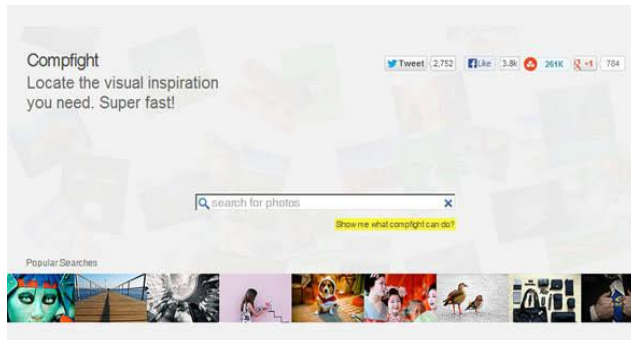 Compfight
Locate the visual inspiration
you need. Super fast!
Tweet 2,752 Like 3.8k 261K +1 784
search for photos
Show me what compfight can do?
Popular Searches